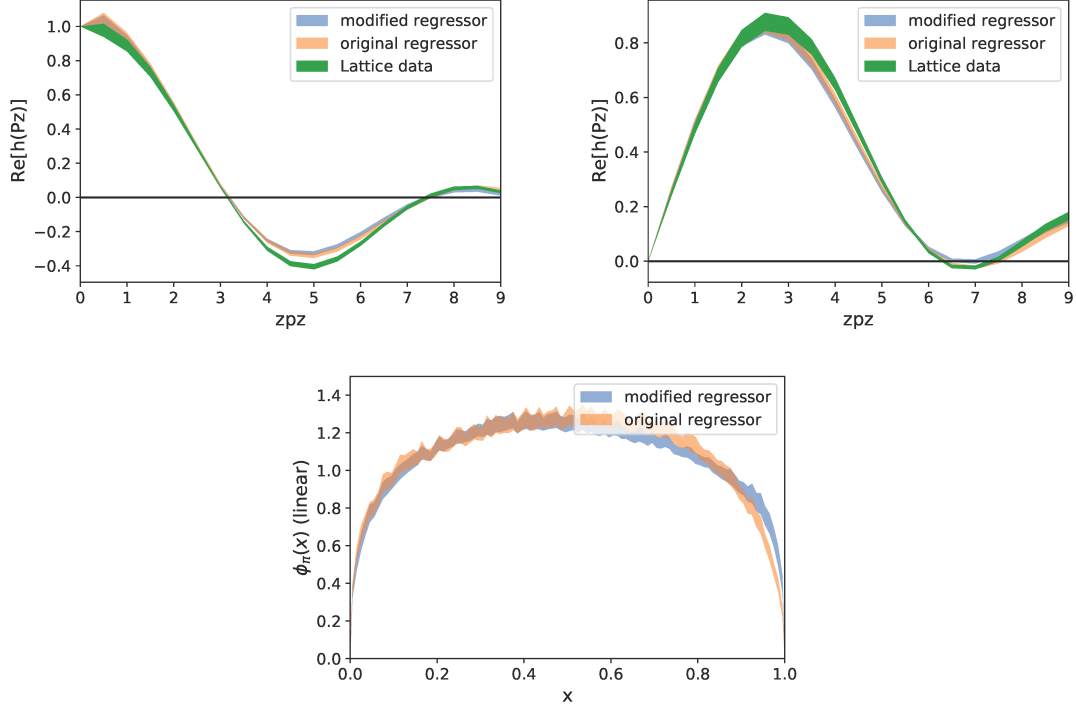 modified regressor
original regressor
Lattice data
Re[h(Pz)]
1.0
0.8
0.6
0.4
0.2
0.0
−0.2
−0.4
0 1 2 3 4 5 6 7 8 9
zpz
modified regressor
original regressor
Lattice data
Re[h(Pz)]
0.8
0.6
0.4
0.2
0.0
0 1 2 3 4 5 6 7 8 9
zpz
modified regressor
original regressor
ϕπ(x) (linear)
1.4
1.2
1.0
0.8
0.6
0.4
0.2
0.0
0.0 0.2 0.4 0.6 0.8 1.0
x